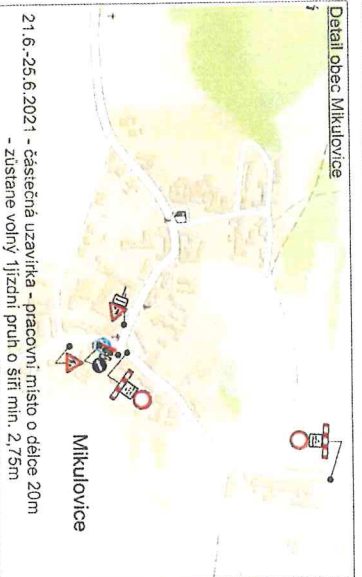 Detail obec Mikulovice
Mikulovice
21.6.-25.6.2021 - částečná uzavírka - pracovní místo o délce 20m
- zůstane volný 1jízdní pruh o šíři min. 2,75m